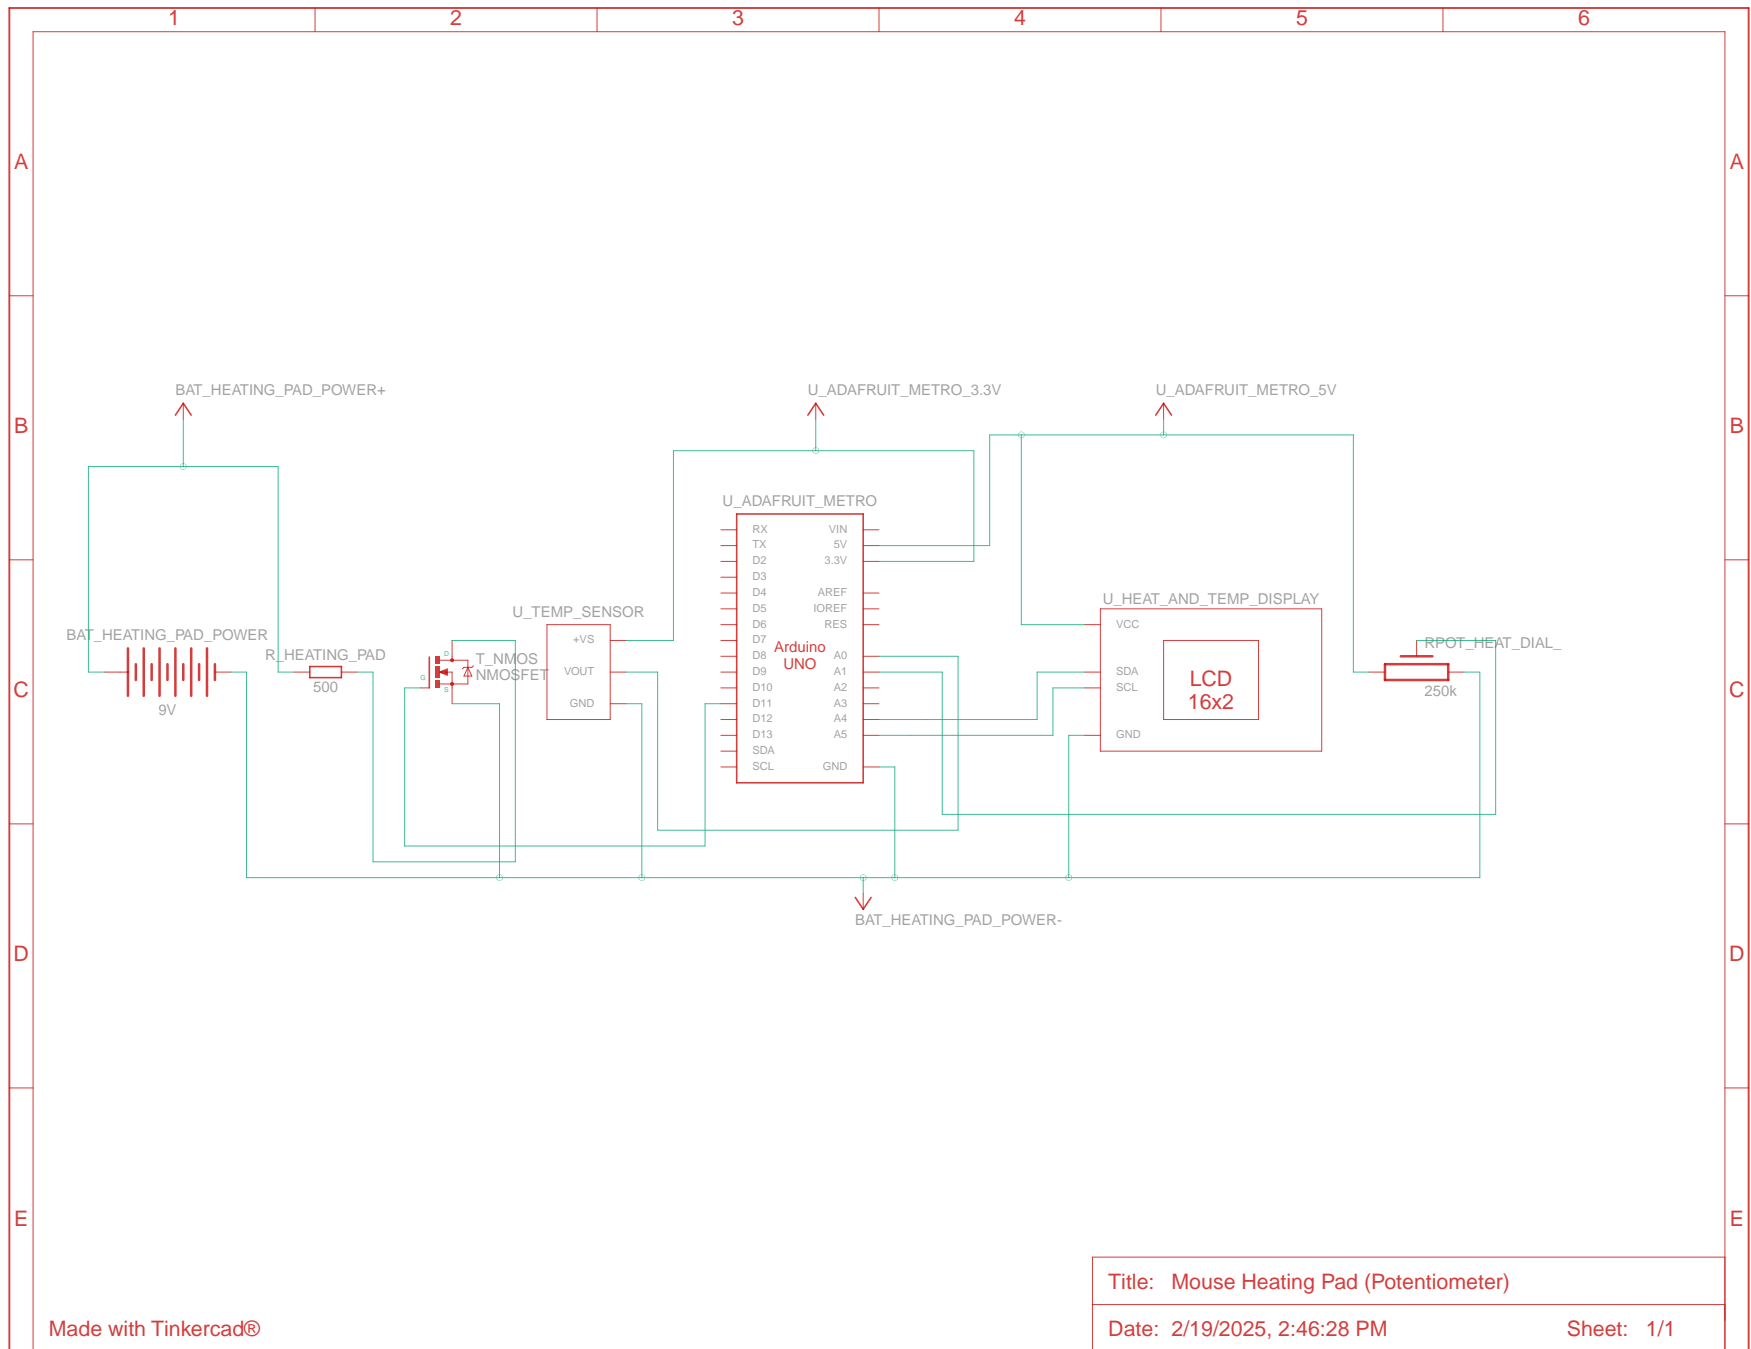 1 2 3 4 5 6
A A
BAT_HEATING_PAD_POWER+ U_ADAFRUIT_METRO_3.3V U_ADAFRUIT_METRO_5V
B B
U_ADAFRUIT_METRO
RX VIN
TX 5V
D2 3.3V
D3
D4 AREF
D5 IOREF
D6 RES
D7
D8 A0
D9 A1
D10 A2
D11 A3
D12 A4
D13 A5
SDA
SCL GND
Arduino
UNO
U_TEMP_SENSOR
+VS
VOUT
GND
U_HEAT_AND_TEMP_DISPLAY
VCC
SDA
SCL
GND
LCD
16x2
BAT_HEATING_PAD_POWER
9V
R_HEATING_PAD
500
D
G
S
T_NMOS
NMOSFET
RPOT_HEAT_DIAL_
250k
C C
BAT_HEATING_PAD_POWER-
D D
E E
Title: Mouse Heating Pad (Potentiometer)
Made with Tinkercad®
Date: 2/19/2025, 2:46:28 PM Sheet: 1/1